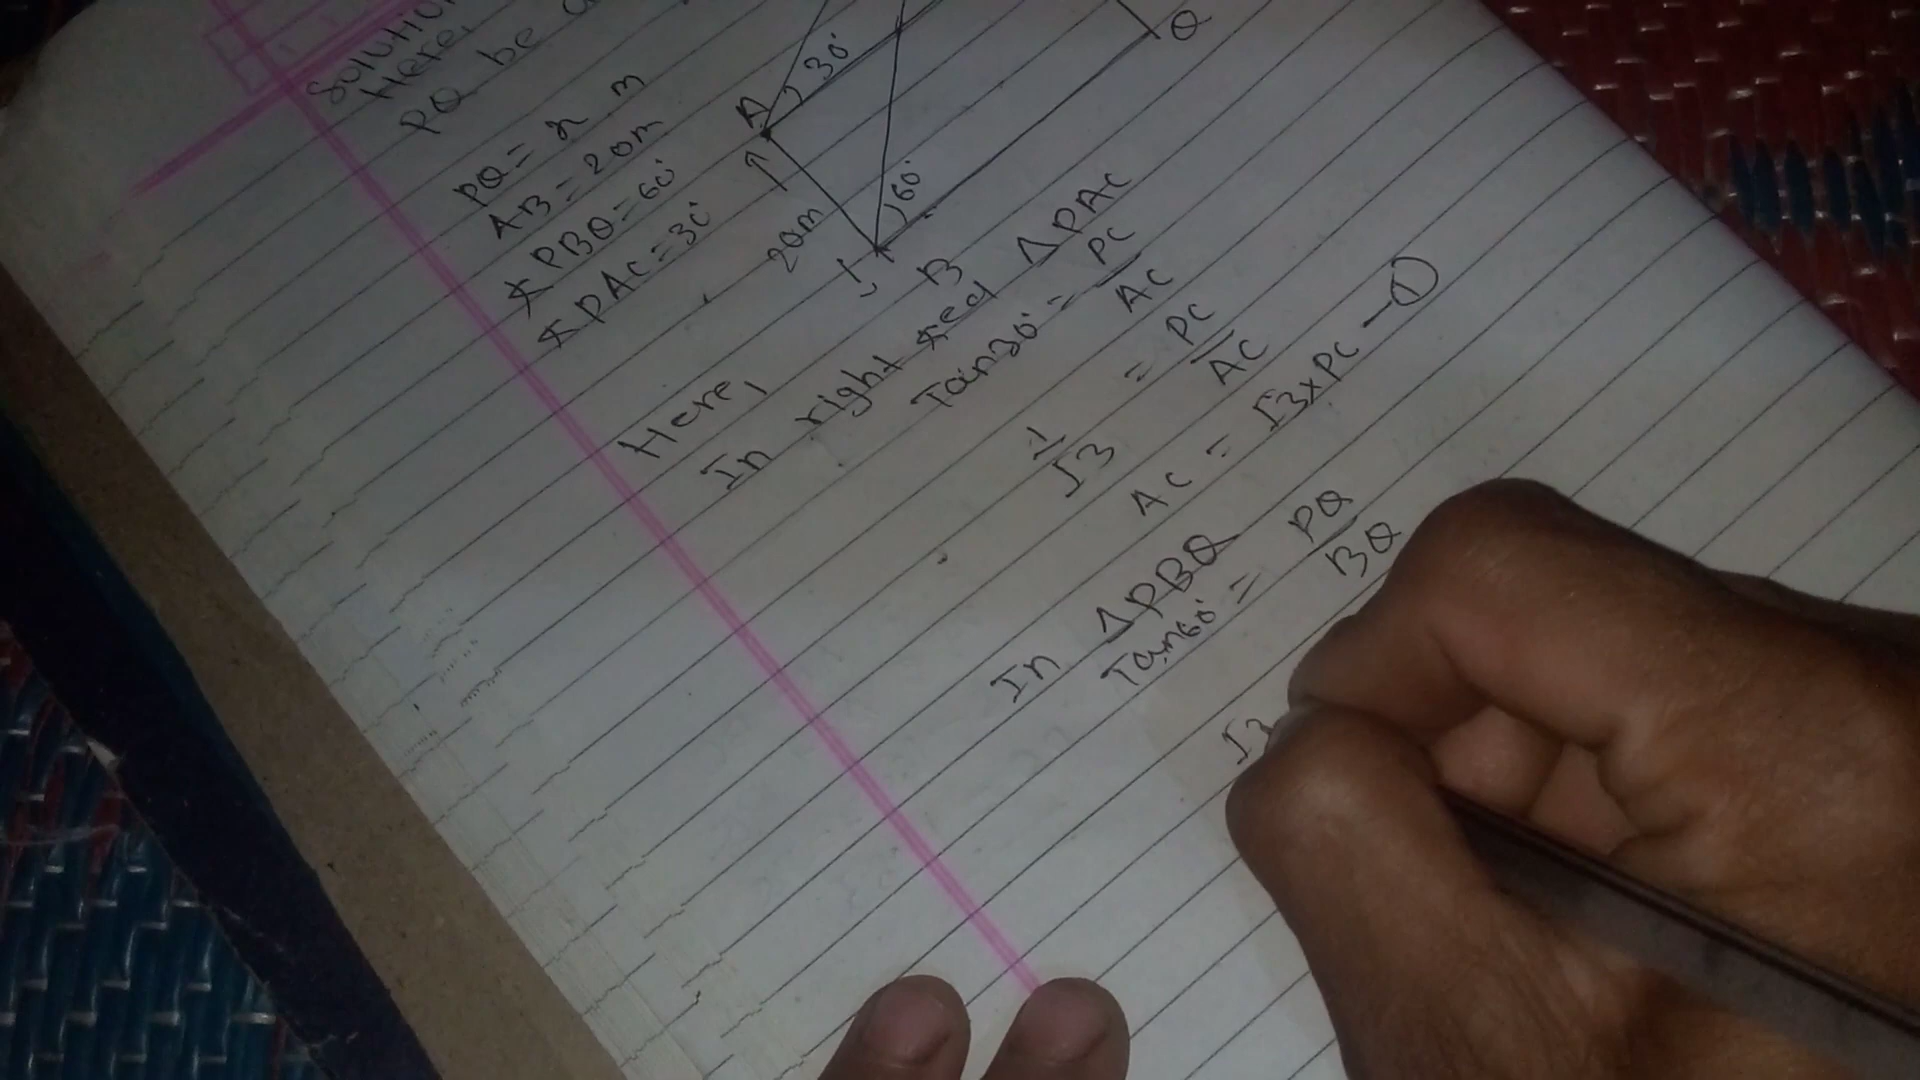 Solution
Here,
PQ be a
PQ = x m
AB = 20m
∡PBQ = 60°
∡PAC = 30°
A
30°
Q
20m
60°
B
Here,
In right ∡ed ΔPAC
Tan30° = PC/AC
1/√3 = PC/AC
AC = √3×PC - ①
In ΔPBQ
Tan60° = PQ/BQ
√3